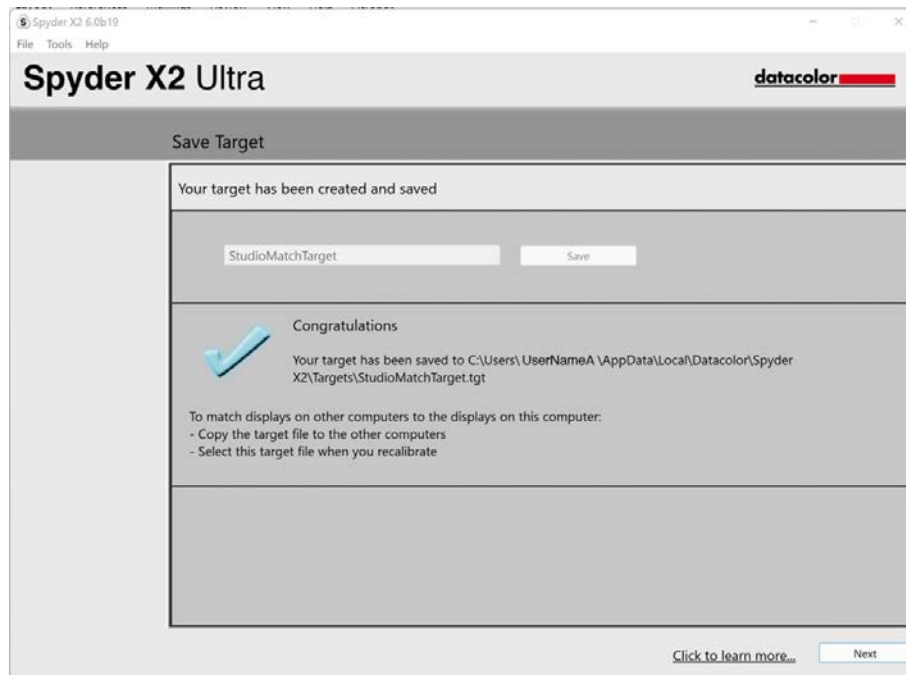 Spyder X2 6.0b19
File Tools Help
Spyder X2 Ultra
datacolor
Save Target
Your target has been created and saved
StudioMatchTarget
Save
Congratulations
Your target has been saved to C:\Users\ UserNameA \AppData\Local\Datacolor\Spyder
X2\Targets\StudioMatchTarget.tgt
To match displays on other computers to the displays on this computer:
- Copy the target file to the other computers
- Select this target file when you recalibrate
Click to learn more...
Next